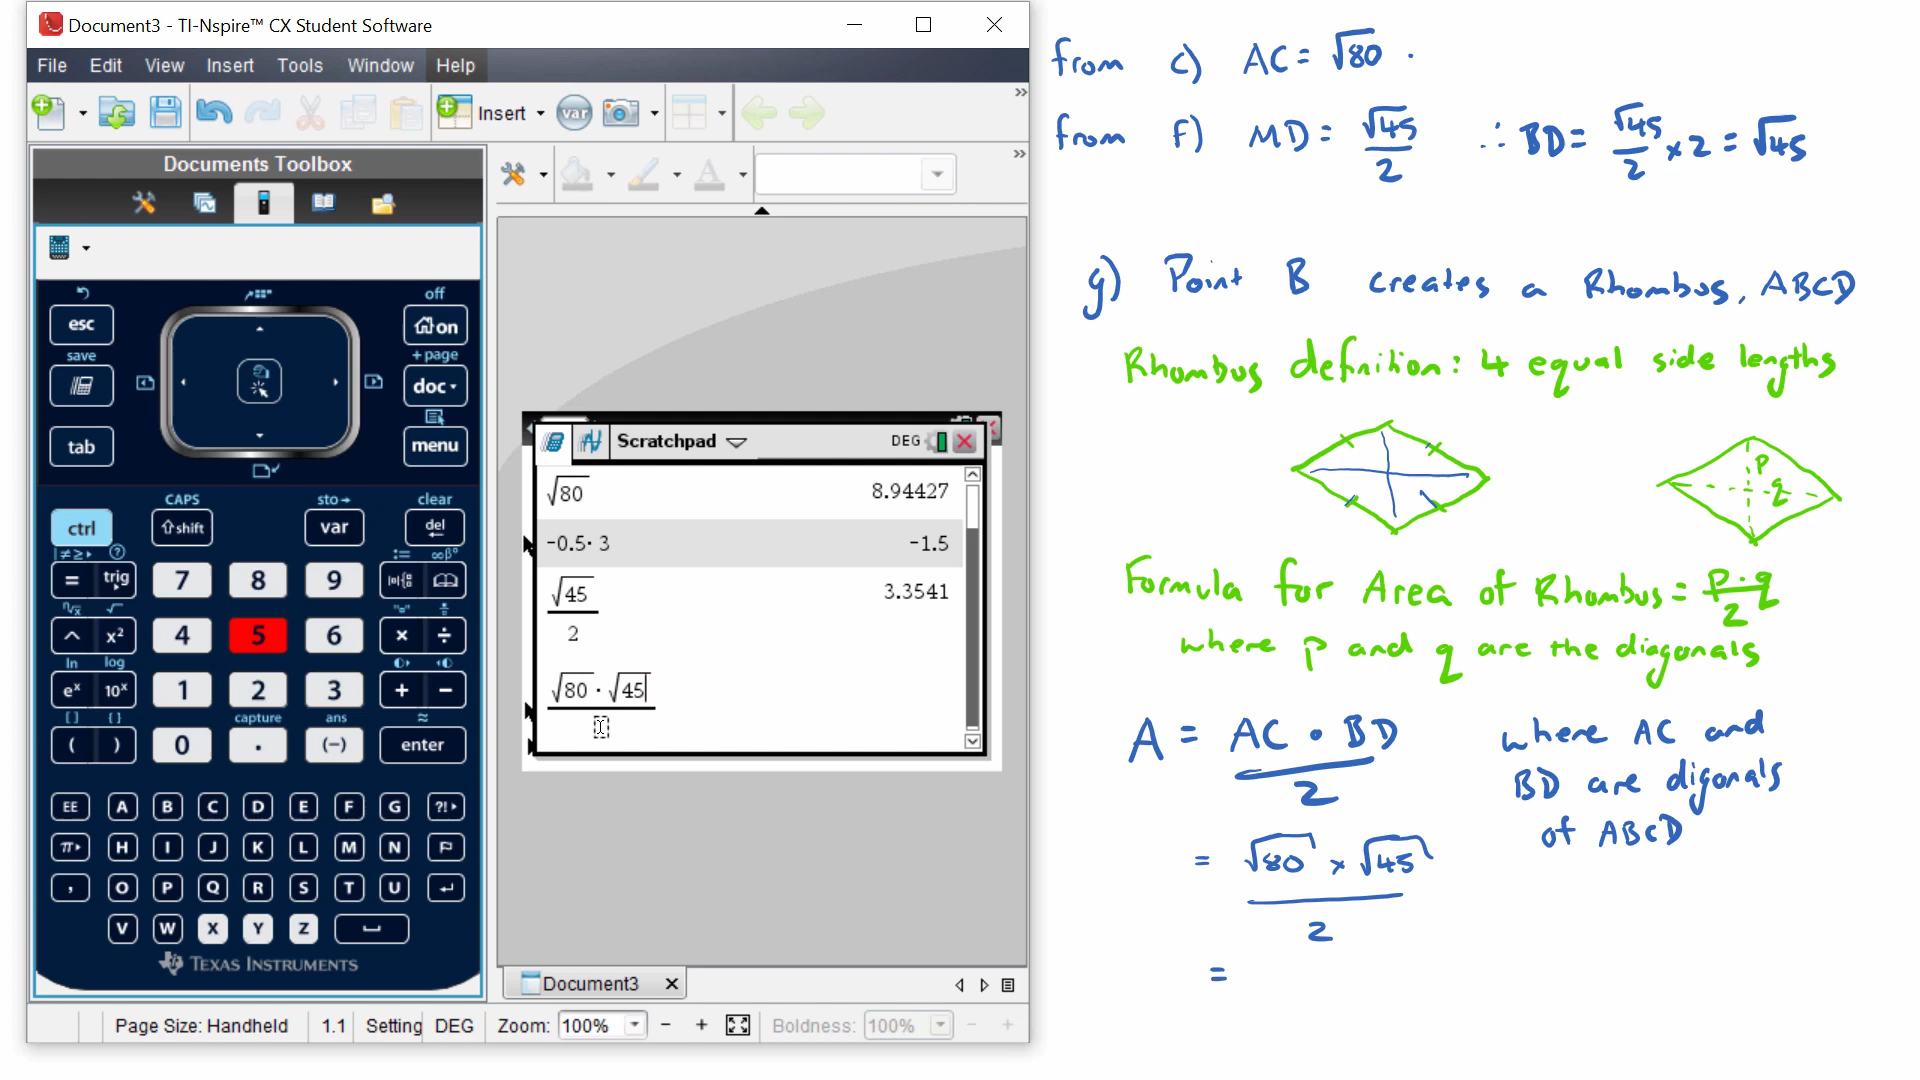 Document3 - TI-Nspire™ CX Student Software
File Edit View Insert Tools Window Help
Insert var
Documents Toolbox
off
esc on
save + page
doc
tab menu
CAPS sto→ clear
ctrl shift var del
= trig 7 8 9
^ x² 4 5 6 × ÷
ln log
eˣ 10ˣ 1 2 3 + −
[ ] { } capture ans ≈
( ) 0 . (−) enter
EE A B C D E F G ?!▸
π▸ H I J K L M N
, O P Q R S T U ↵
V W X Y Z
TEXAS INSTRUMENTS
Scratchpad DEG
√80 8.94427
-0.5·3 -1.5
√45/2 3.3541
√80·√45
Document3
Page Size: Handheld 1.1 Setting DEG Zoom: 100% − + Boldness: 100% − +
from c) AC = √80 .
from f) MD = √45/2 ∴ BD = √45/2 × 2 = √45
g) Point B creates a Rhombus, ABCD
Rhombus definition: 4 equal side lengths
P
q
Formula for Area of Rhombus = P·q/2
where p and q are the diagonals
A = AC • BD/2
where AC and
BD are digonals
of ABCD
= √80 × √45/2
=